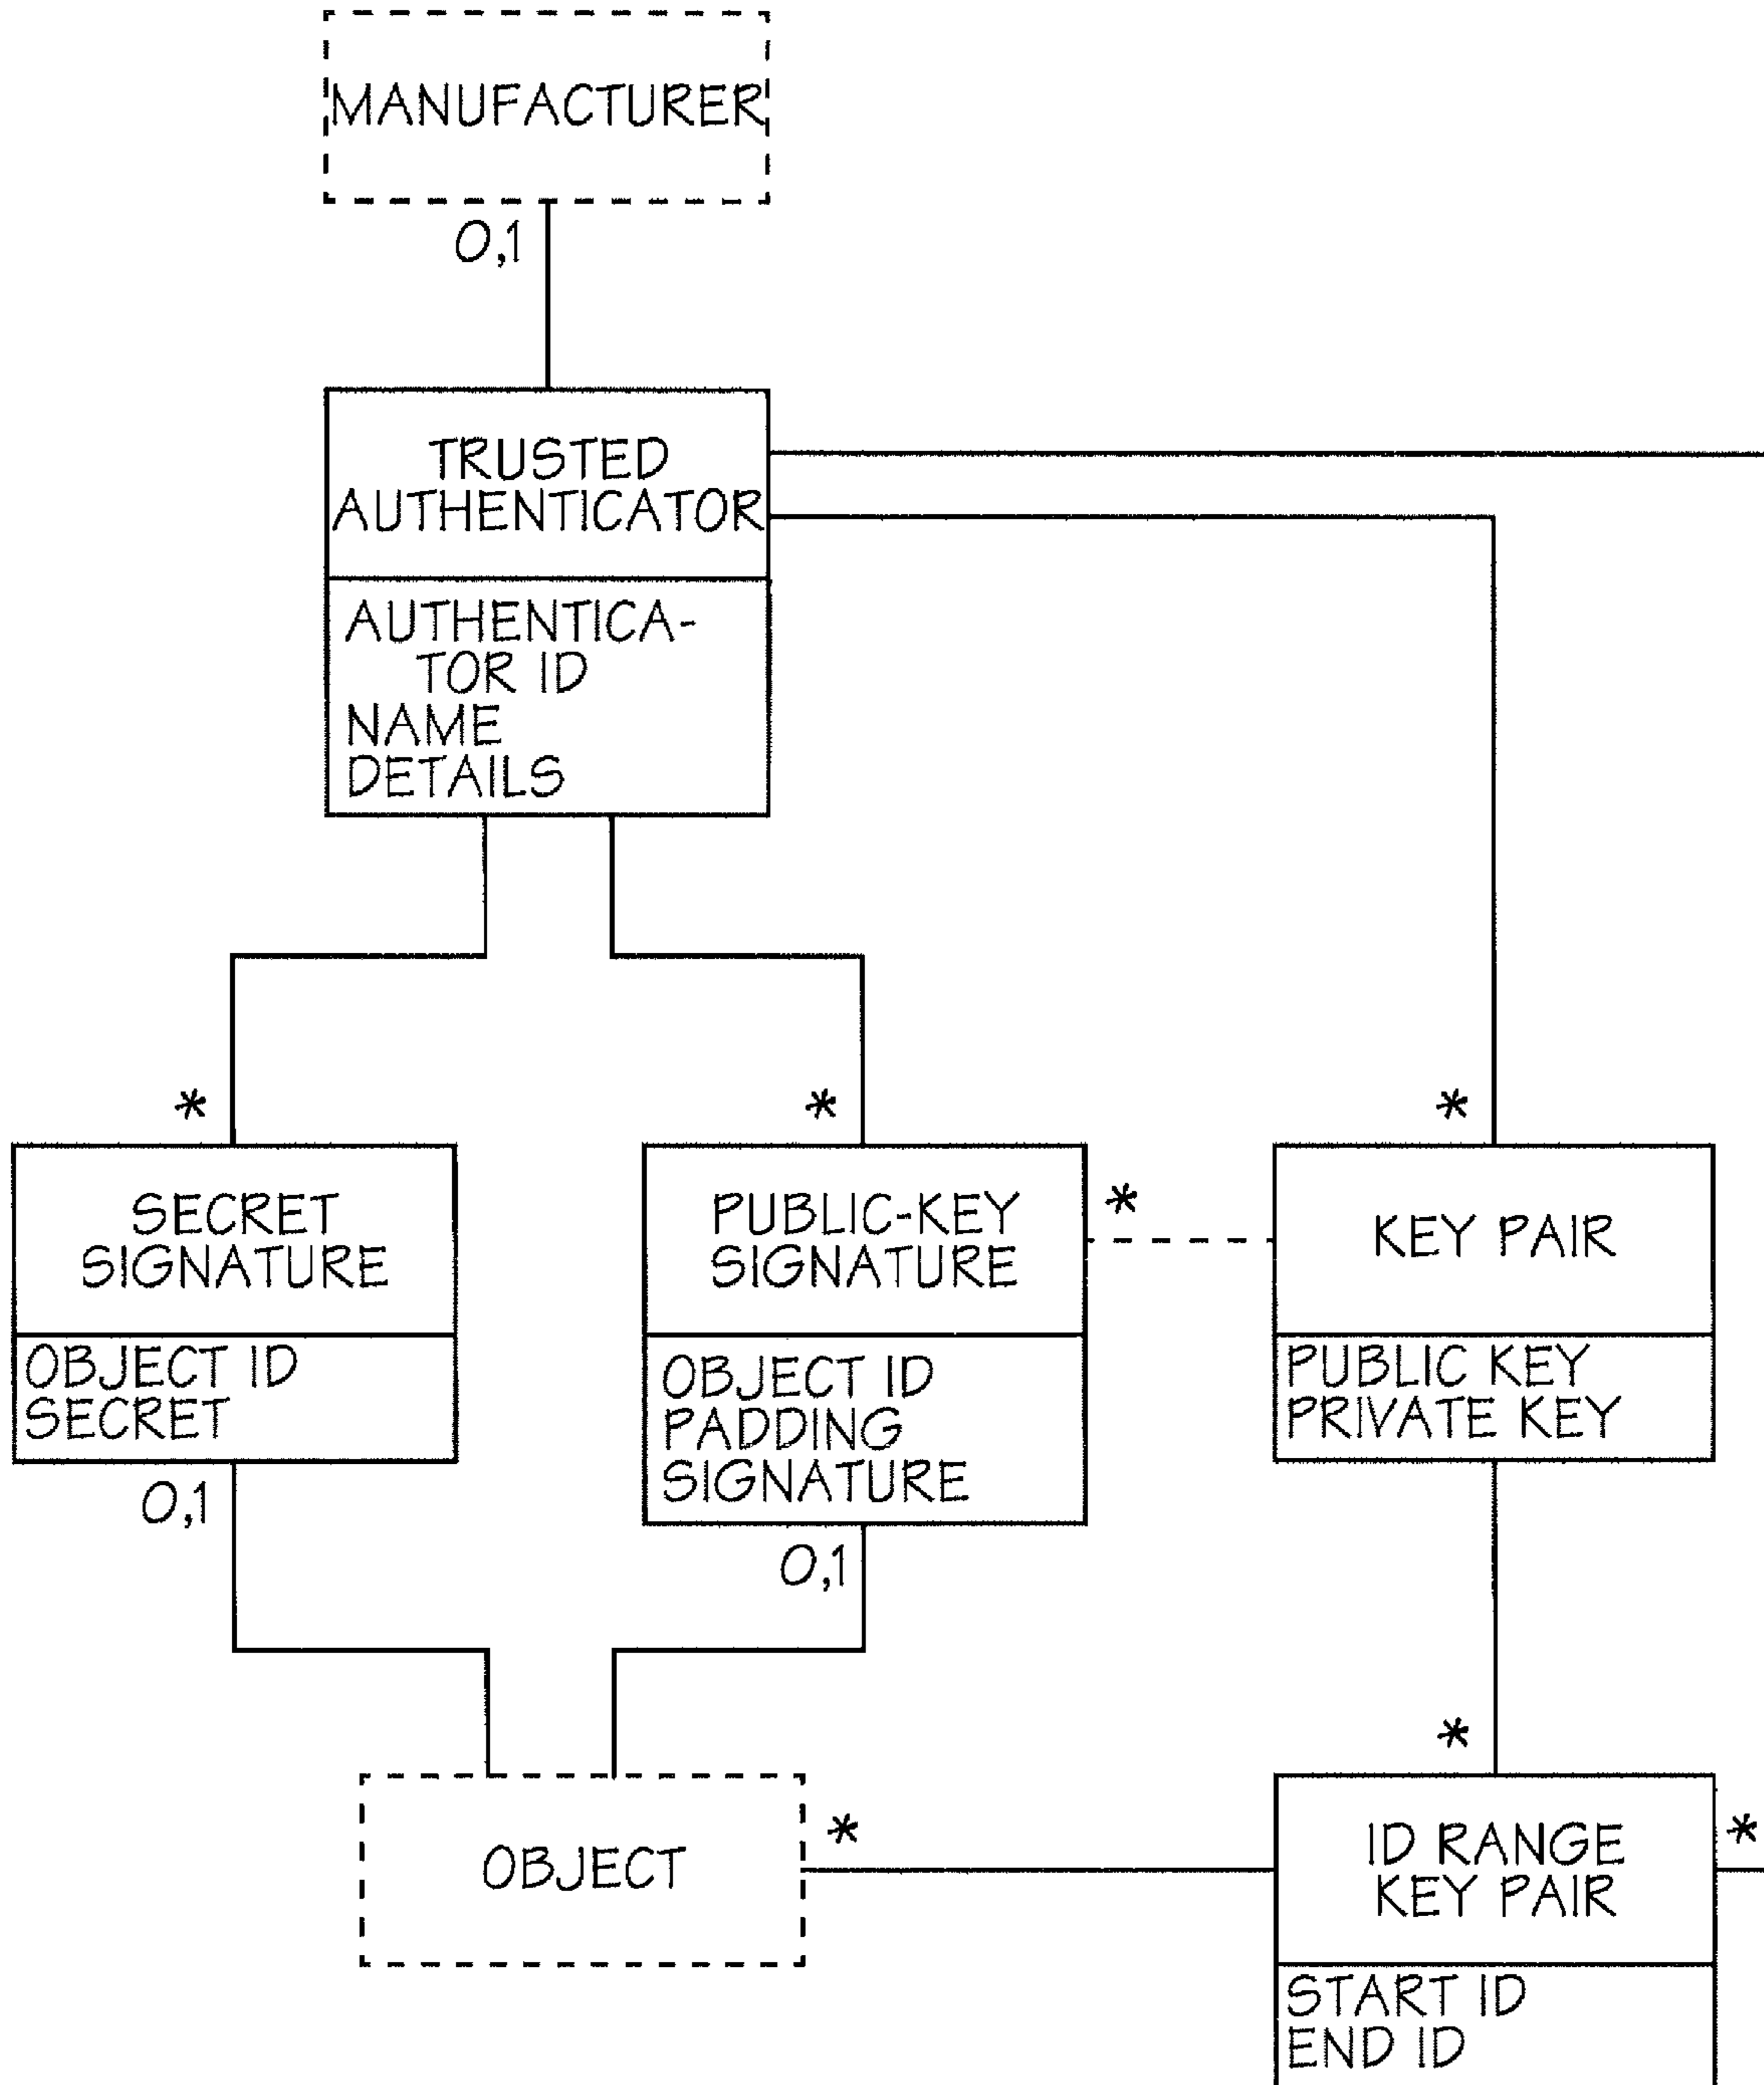 MANUFACTURER
0,1
TRUSTED
AUTHENTICATOR
AUTHENTICA-
TOR ID
NAME
DETAILS
*
*
*
SECRET
SIGNATURE
OBJECT ID
SECRET
0,1
PUBLIC-KEY
SIGNATURE
*
OBJECT ID
PADDING
SIGNATURE
0,1
KEY PAIR
PUBLIC KEY
PRIVATE KEY
*
OBJECT
*
ID RANGE
KEY PAIR
*
START ID
END ID